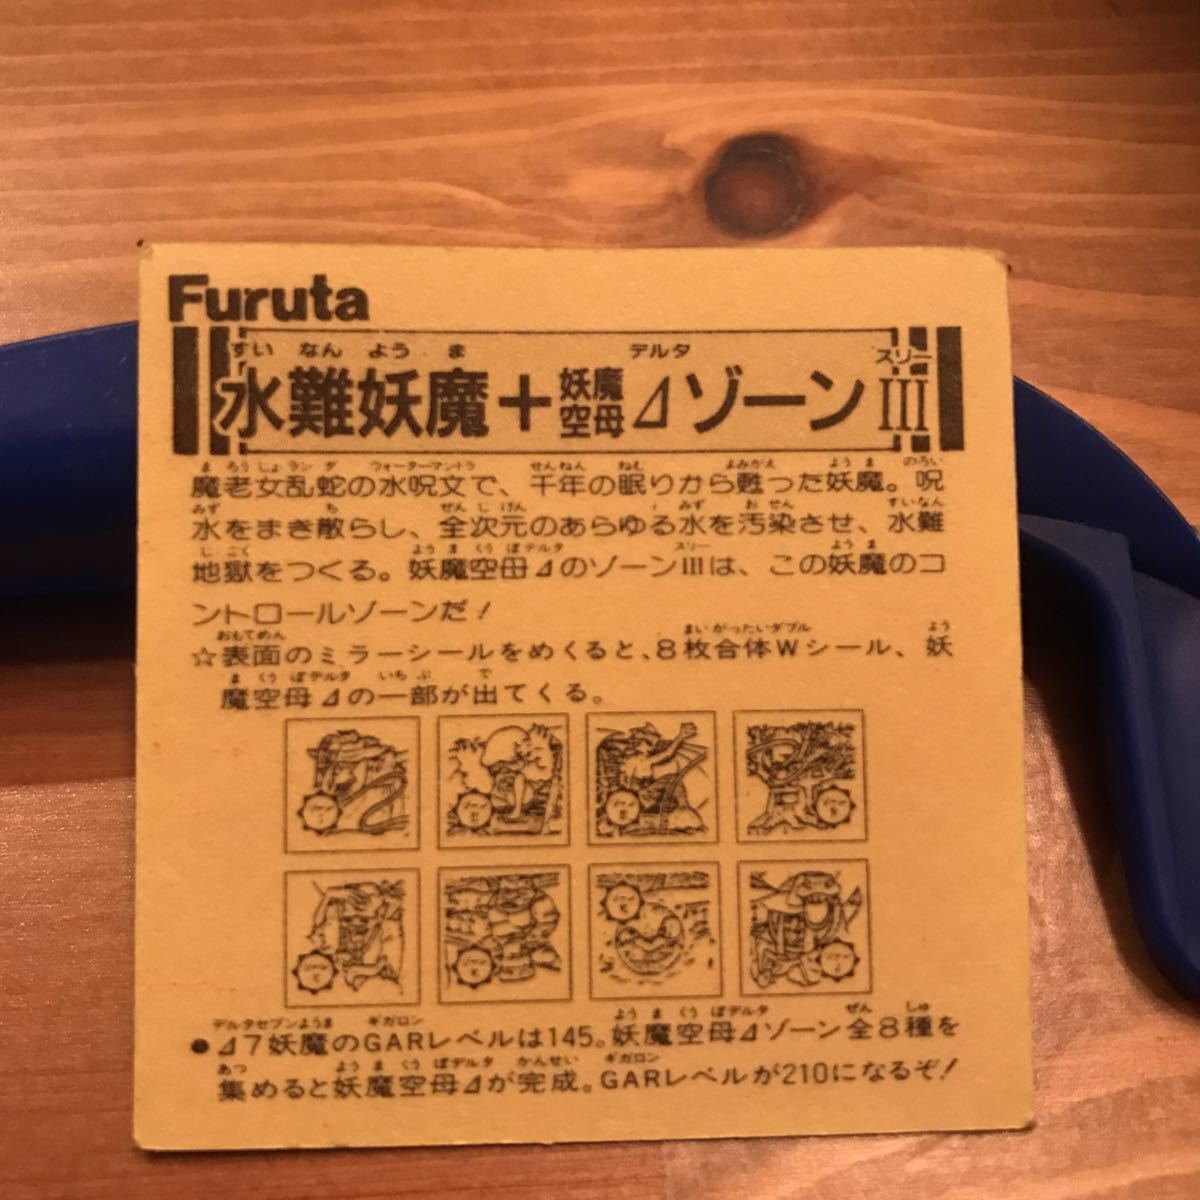 Furuta
すい なん よう ま デルタ スリー
水難妖魔+妖魔空母⊿ゾーンIII
ま ろうじょ ランダ ウォーターマントラ せんねん ねむ よみがえ ようま のろい
魔老女乱蛇の水呪文で、千年の眠りから甦った妖魔。呪
みず ち ぜんじげん みず おせん すいなん
水をまき散らし、全次元のあらゆる水を汚染させ、水難
じごく ようまくうぼデルタ スリー ようま
地獄をつくる。妖魔空母⊿のゾーンIIIは、この妖魔のコ
ントロールゾーンだ!
おもてめん まいがったいダブル よう
☆表面のミラーシールをめくると、8枚合体Wシール、妖
まくうぼデルタ いちぶ で
魔空母⊿の一部が出てくる。
デルタセブンようま ギガロン ようまくうぼデルタ ぜん しゅ
●⊿7妖魔のGARレベルは145。妖魔空母⊿ゾーン全8種を
あつ ようまくうぼデルタ かんせい ギガロン
集めると妖魔空母⊿が完成。GARレベルが210になるぞ!